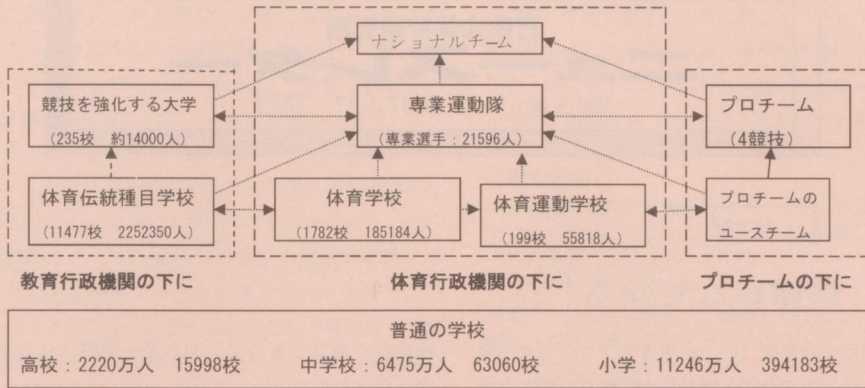 ナショナルチーム
競技を強化する大学
(235校 約14000人)
専業運動隊
(専業選手：21596人)
プロチーム
(4競技)
体育伝統種目学校
(11477校 2252350人)
体育学校
(1782校 185184人)
体育運動学校
(199校 55818人)
プロチームの
ユースチーム
教育行政機関の下に
体育行政機関の下に
プロチームの下に
普通の学校
高校：2220万人 15998校 中学校：6475万人 63060校 小学：11246万人 394183校